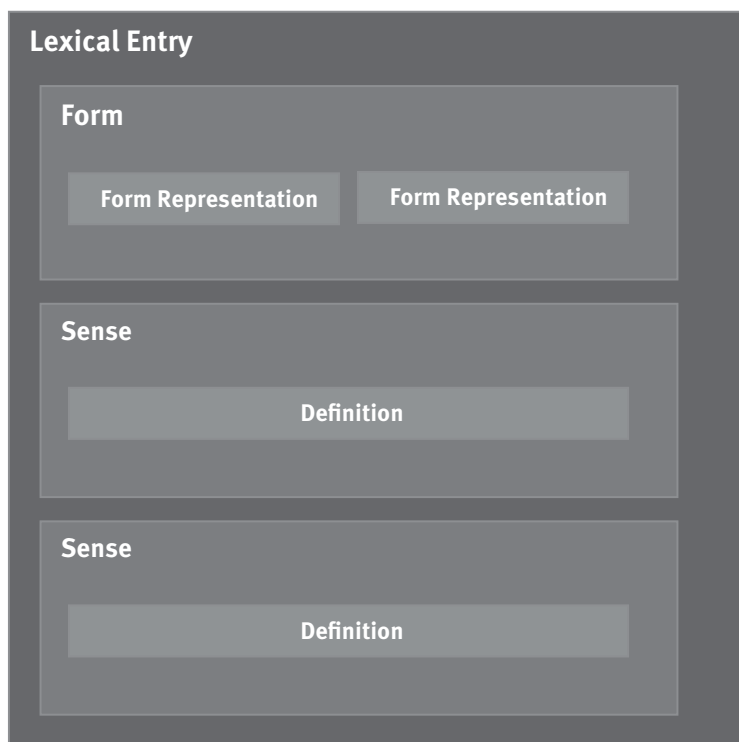 Lexical Entry
Form
Form Representation Form Representation
Sense
Definition
Sense
Definition